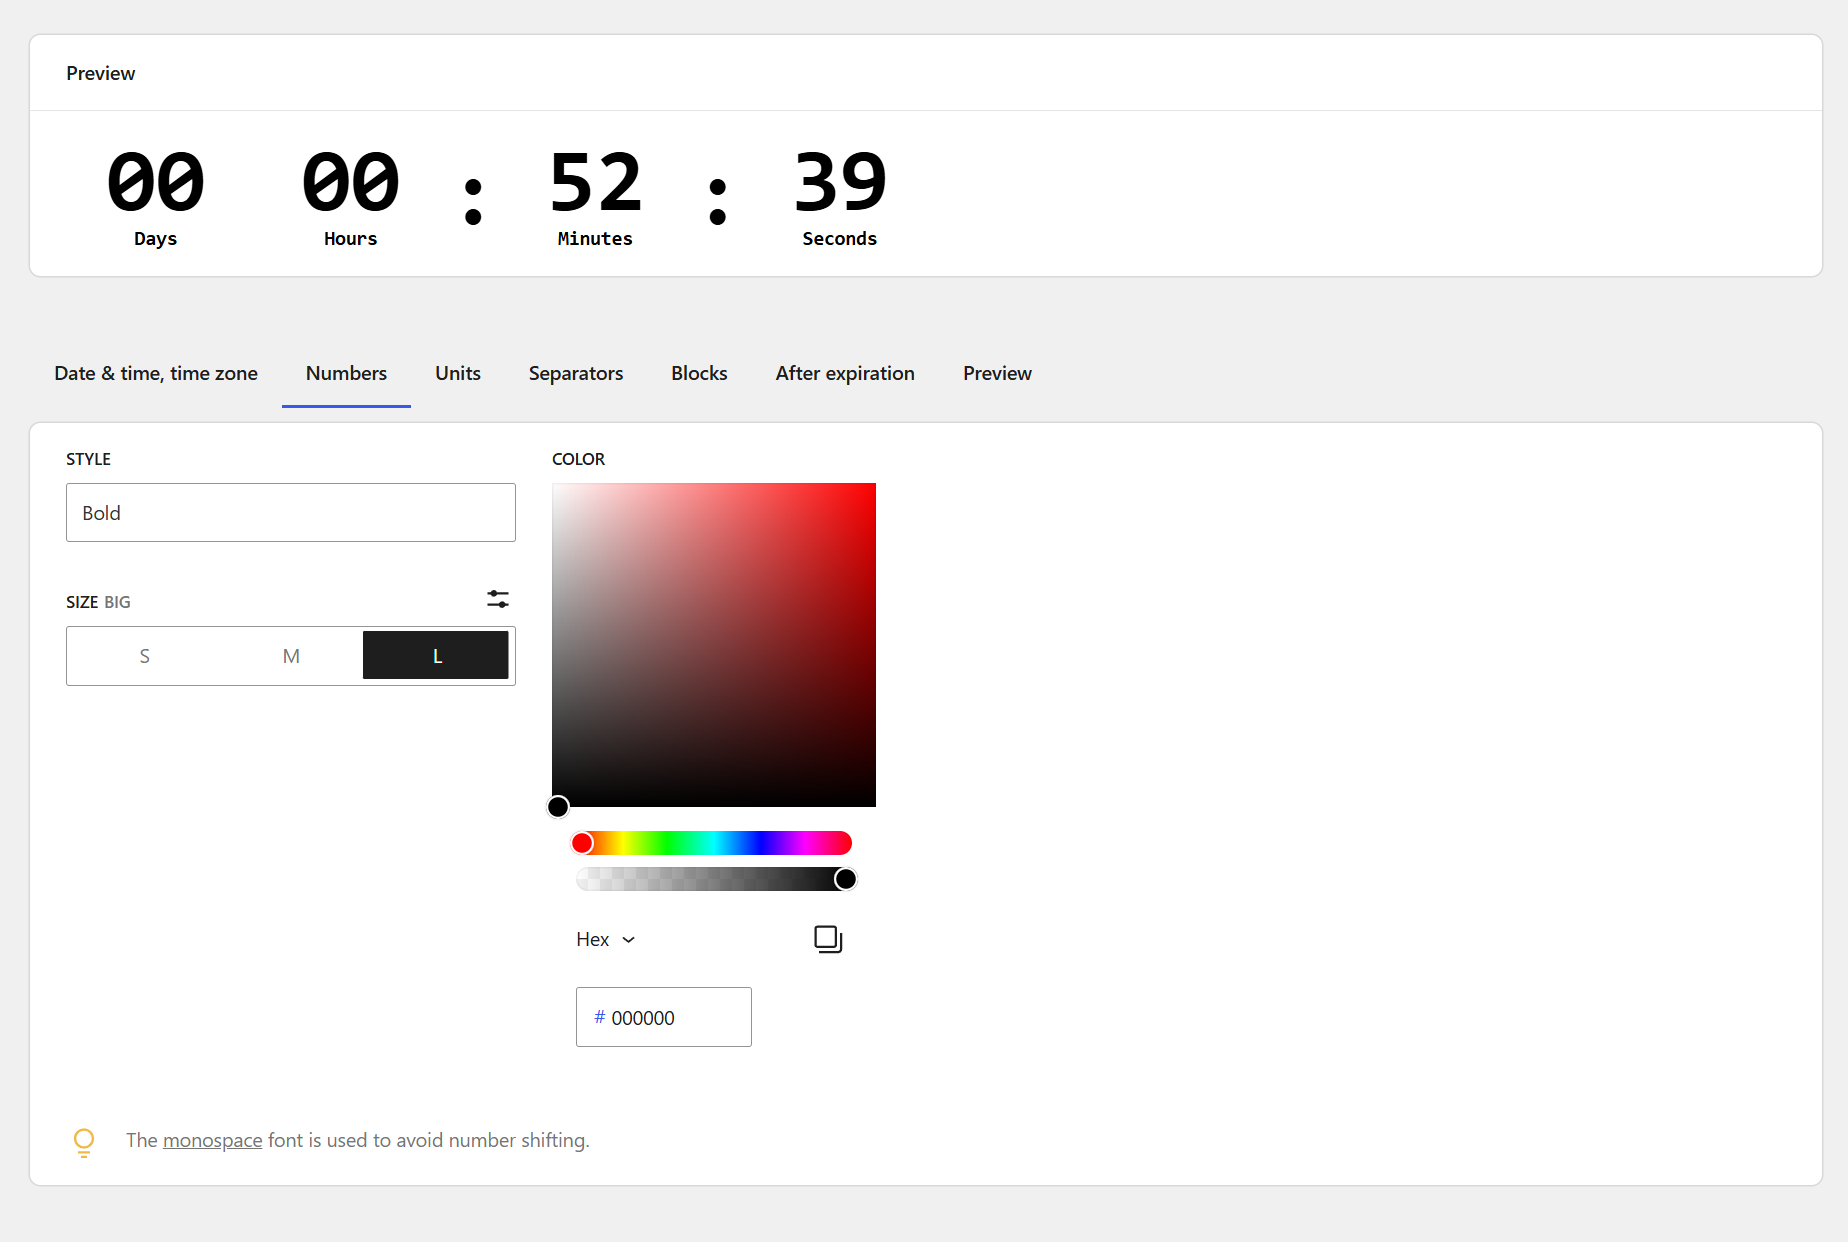 Preview
00 00 : 52 : 39
Days Hours Minutes Seconds
Date & time, time zone Numbers Units Separators Blocks After expiration Preview
STYLE
Bold
SIZE BIG
S M L
COLOR
Hex
# 000000
The monospace font is used to avoid number shifting.